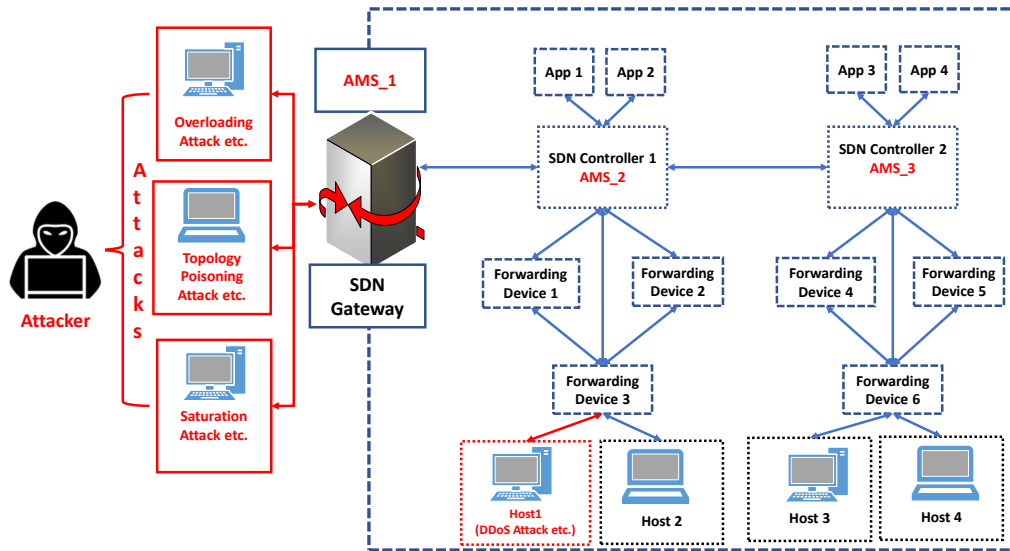 Attacker
Attacks
Overloading
Attack etc.
Topology
Poisoning
Attack etc.
Saturation
Attack etc.
AMS_1
SDN
Gateway
App 1
App 2
App 3
App 4
SDN Controller 1
AMS_2
SDN Controller 2
AMS_3
Forwarding
Device 1
Forwarding
Device 2
Forwarding
Device 4
Forwarding
Device 5
Forwarding
Device 3
Forwarding
Device 6
Host1
(DDoS Attack etc.)
Host 2
Host 3
Host 4